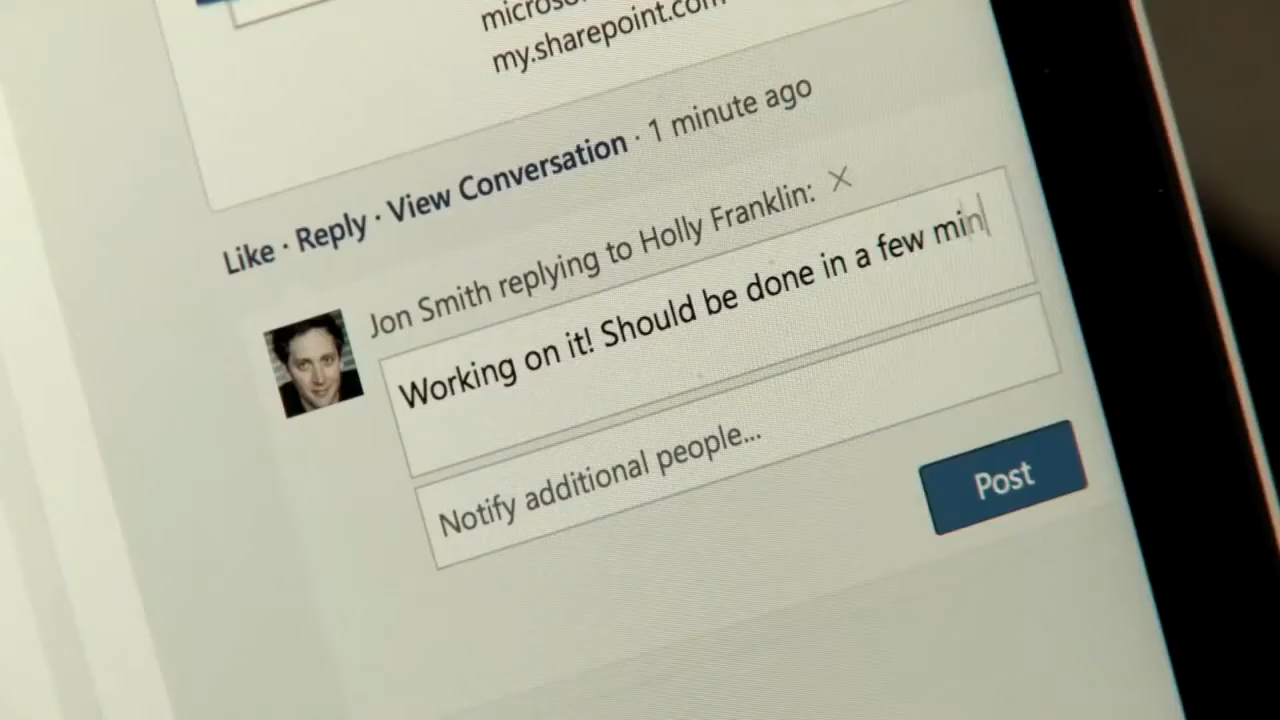 my.sharepoint.com
Like · Reply · View Conversation · 1 minute ago
Jon Smith replying to Holly Franklin:
Working on it! Should be done in a few min
Notify additional people...
Post